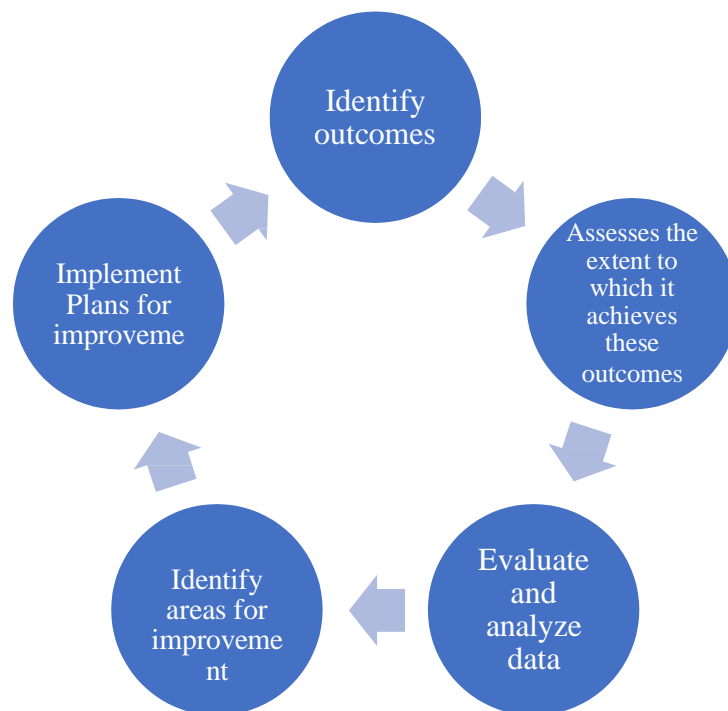 Identify
outcomes
Assesses the
extent to
which it
achieves
these
outcomes
Evaluate
and
analyze
data
Identify
areas for
improveme
nt
Implement
Plans for
improveme